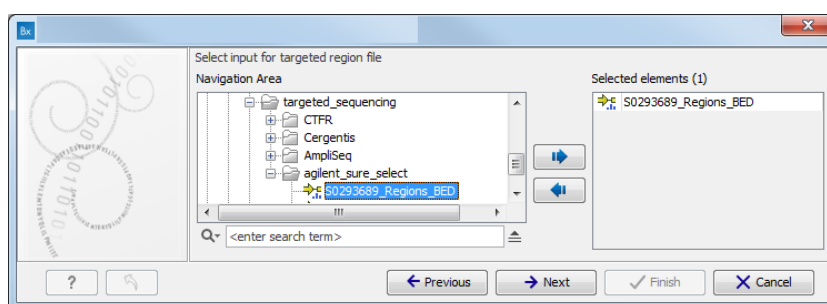 Bx
Select input for targeted region file
Navigation Area
Selected elements (1)
targeted_sequencing
CTFR
Cergentis
AmpliSeq
agilent_sure_select
S0293689_Regions_BED
S0293689_Regions_BED
<enter search term>
?
Previous
Next
Finish
Cancel